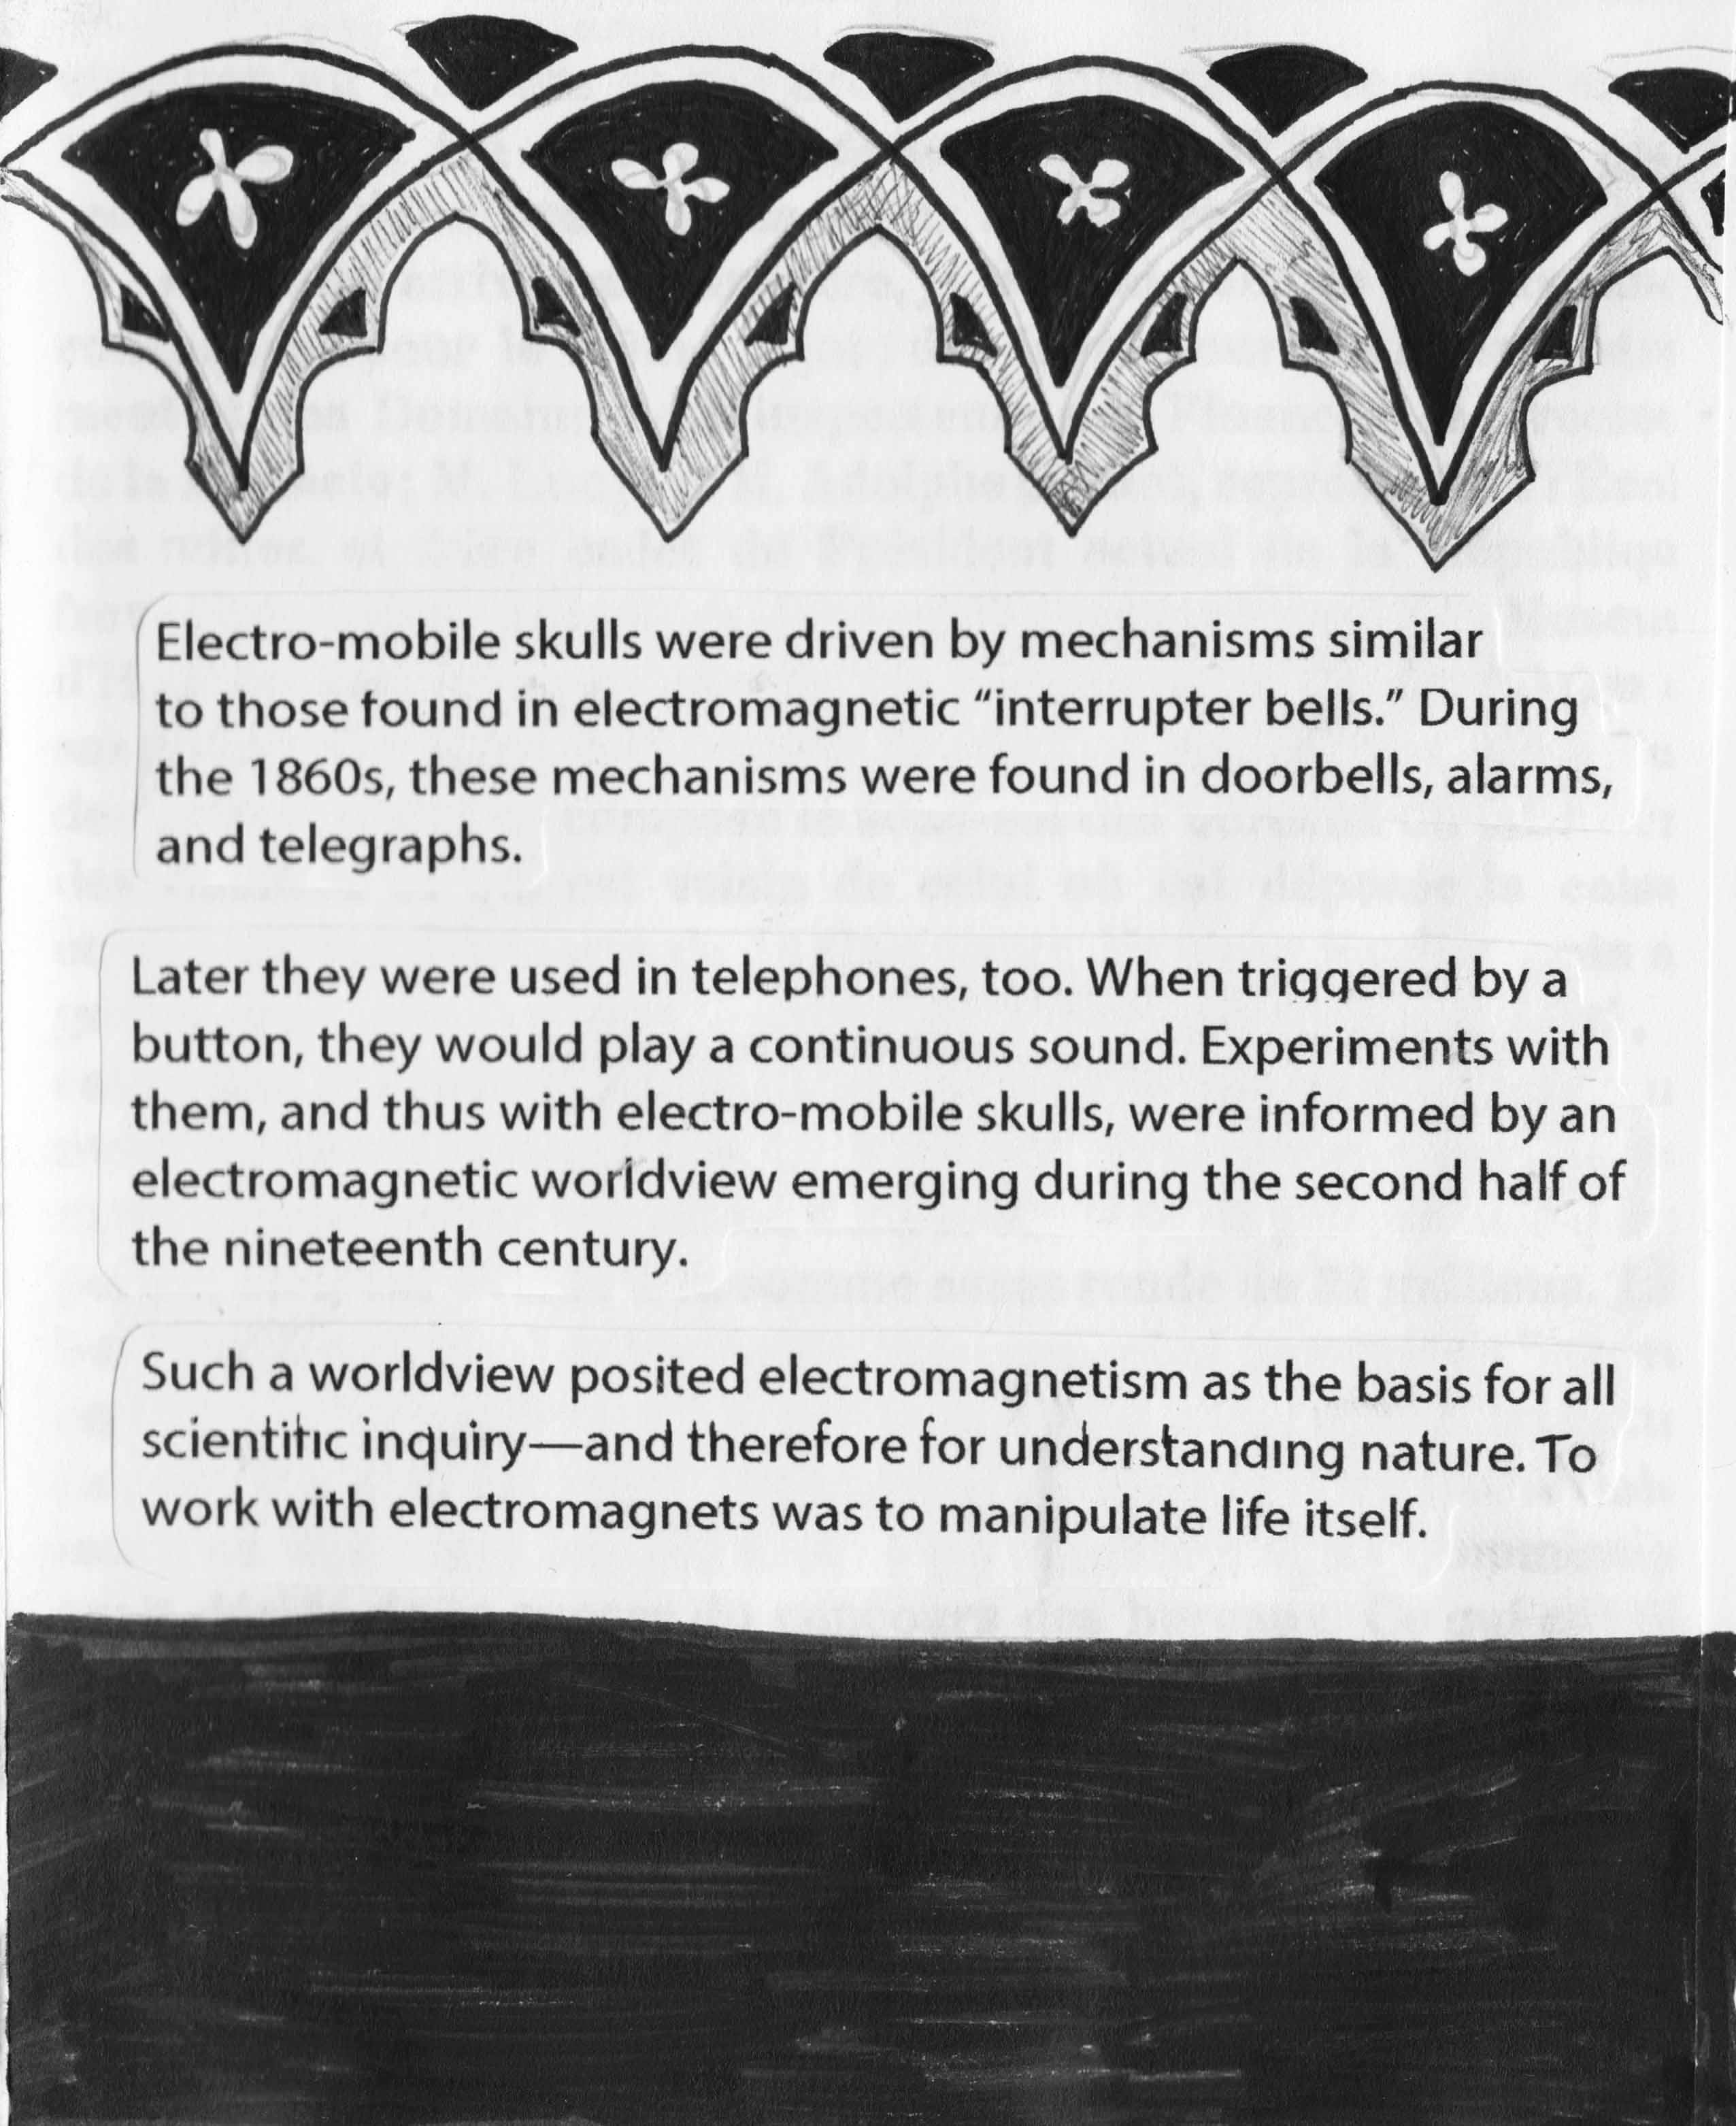 Electro-mobile skulls were driven by mechanisms similar
to those found in electromagnetic “interrupter bells.” During
the 1860s, these mechanisms were found in doorbells, alarms,
and telegraphs.
Later they were used in telephones, too. When triggered by a
button, they would play a continuous sound. Experiments with
them, and thus with electro-mobile skulls, were informed by an
electromagnetic worldview emerging during the second half of
the nineteenth century.
Such a worldview posited electromagnetism as the basis for all
scientific inquiry—and therefore for understanding nature. To
work with electromagnets was to manipulate life itself.